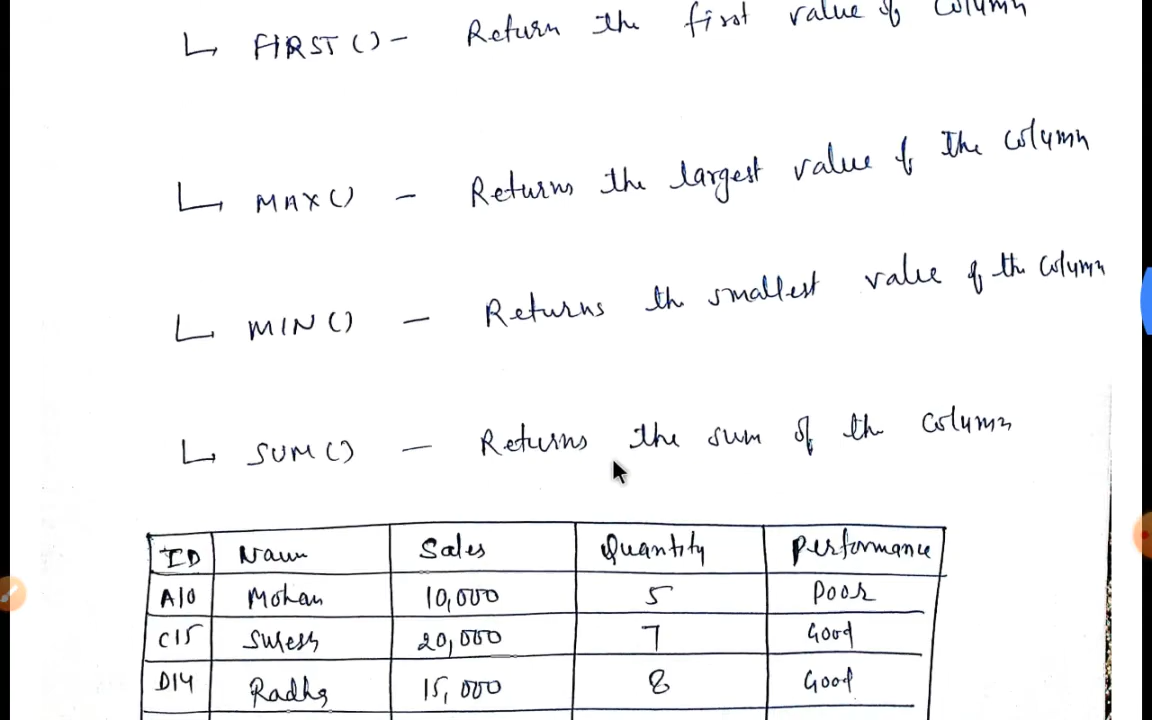 ↳ FIRST() - Return the first value of column
↳ MAX() - Returns the largest value of the column
↳ MIN() - Returns the smallest value of the column
↳ SUM() - Returns the sum of the column
ID Name Sales Quantity Performance
A10 Mohan 10,000 5 Poor
C15 Suresh 20,000 7 Good
D14 Radha 15,000 8 Good